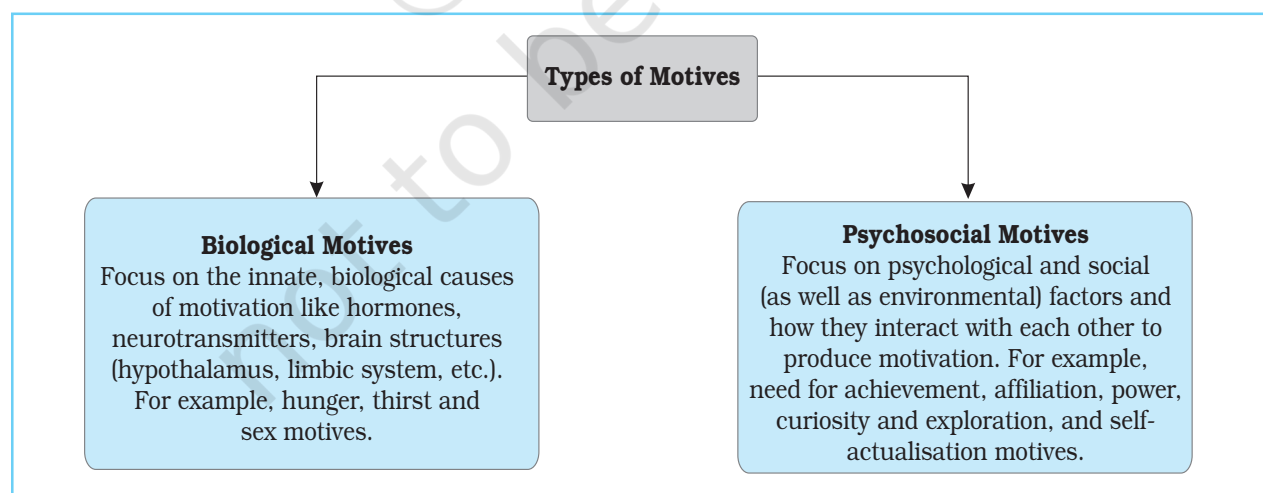 Types of Motives
Biological Motives
Focus on the innate, biological causes
of motivation like hormones,
neurotransmitters, brain structures
(hypothalamus, limbic system, etc.).
For example, hunger, thirst and
sex motives.
Psychosocial Motives
Focus on psychological and social
(as well as environmental) factors and
how they interact with each other to
produce motivation. For example,
need for achievement, affiliation, power,
curiosity and exploration, and self-
actualisation motives.
not to be